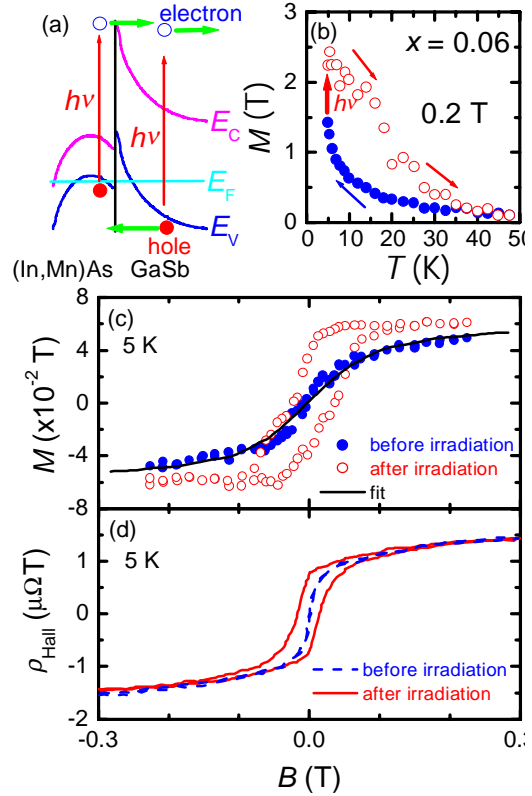 (a)
electron
hν
hν
E_C
E_F
E_V
hole
(In,Mn)As
GaSb
(b)
x = 0.06
hν
0.2 T
M (T)
3
2
1
0
0 10 20 30 40 50
T (K)
(c)
5 K
M (x10⁻² T)
8
4
0
-4
-8
before irradiation
after irradiation
fit
(d)
5 K
ρ_Hall (μΩT)
1
0
-1
-2
before irradiation
after irradiation
-0.3 0.0 0.3
B (T)